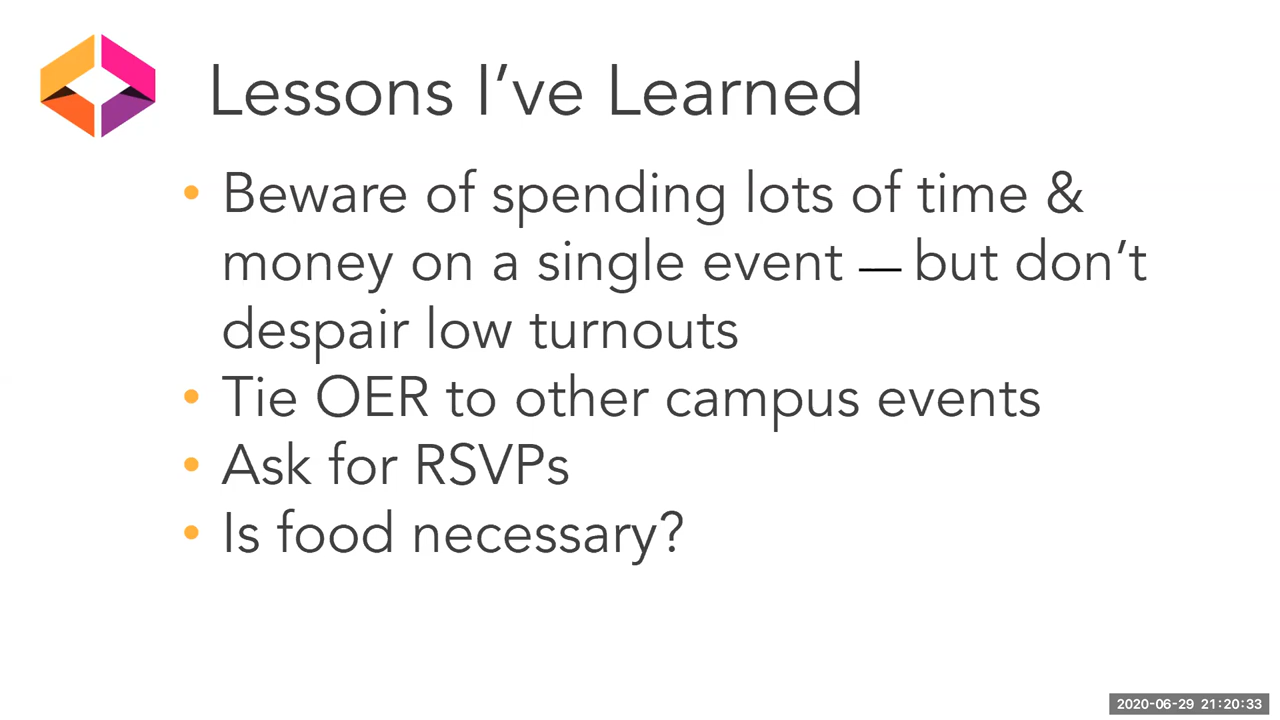 Lessons I’ve Learned
• Beware of spending lots of time &
money on a single event — but don’t
despair low turnouts
• Tie OER to other campus events
• Ask for RSVPs
• Is food necessary?
2020-06-29 21:20:33